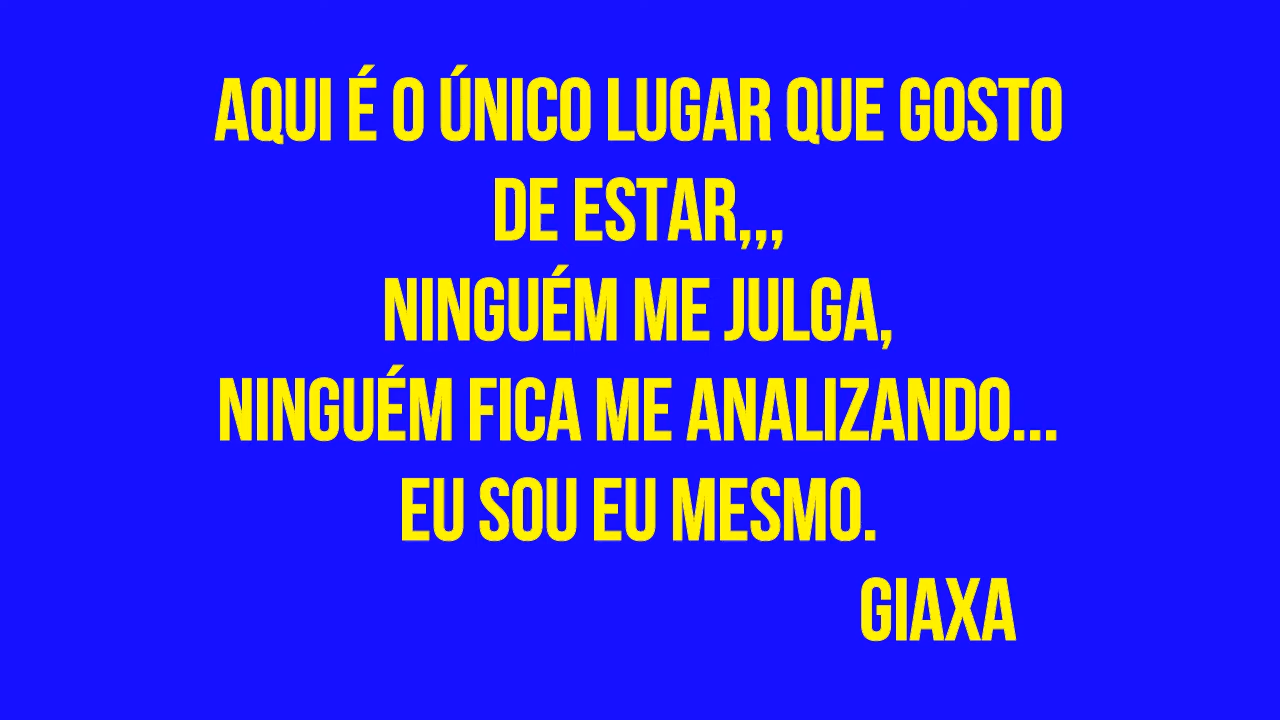 AQUI É O ÚNICO LUGAR QUE GOSTO
DE ESTAR,,,
NINGUÉM ME JULGA,
NINGUÉM FICA ME ANALIZANDO...
EU SOU EU MESMO.
GIAXA